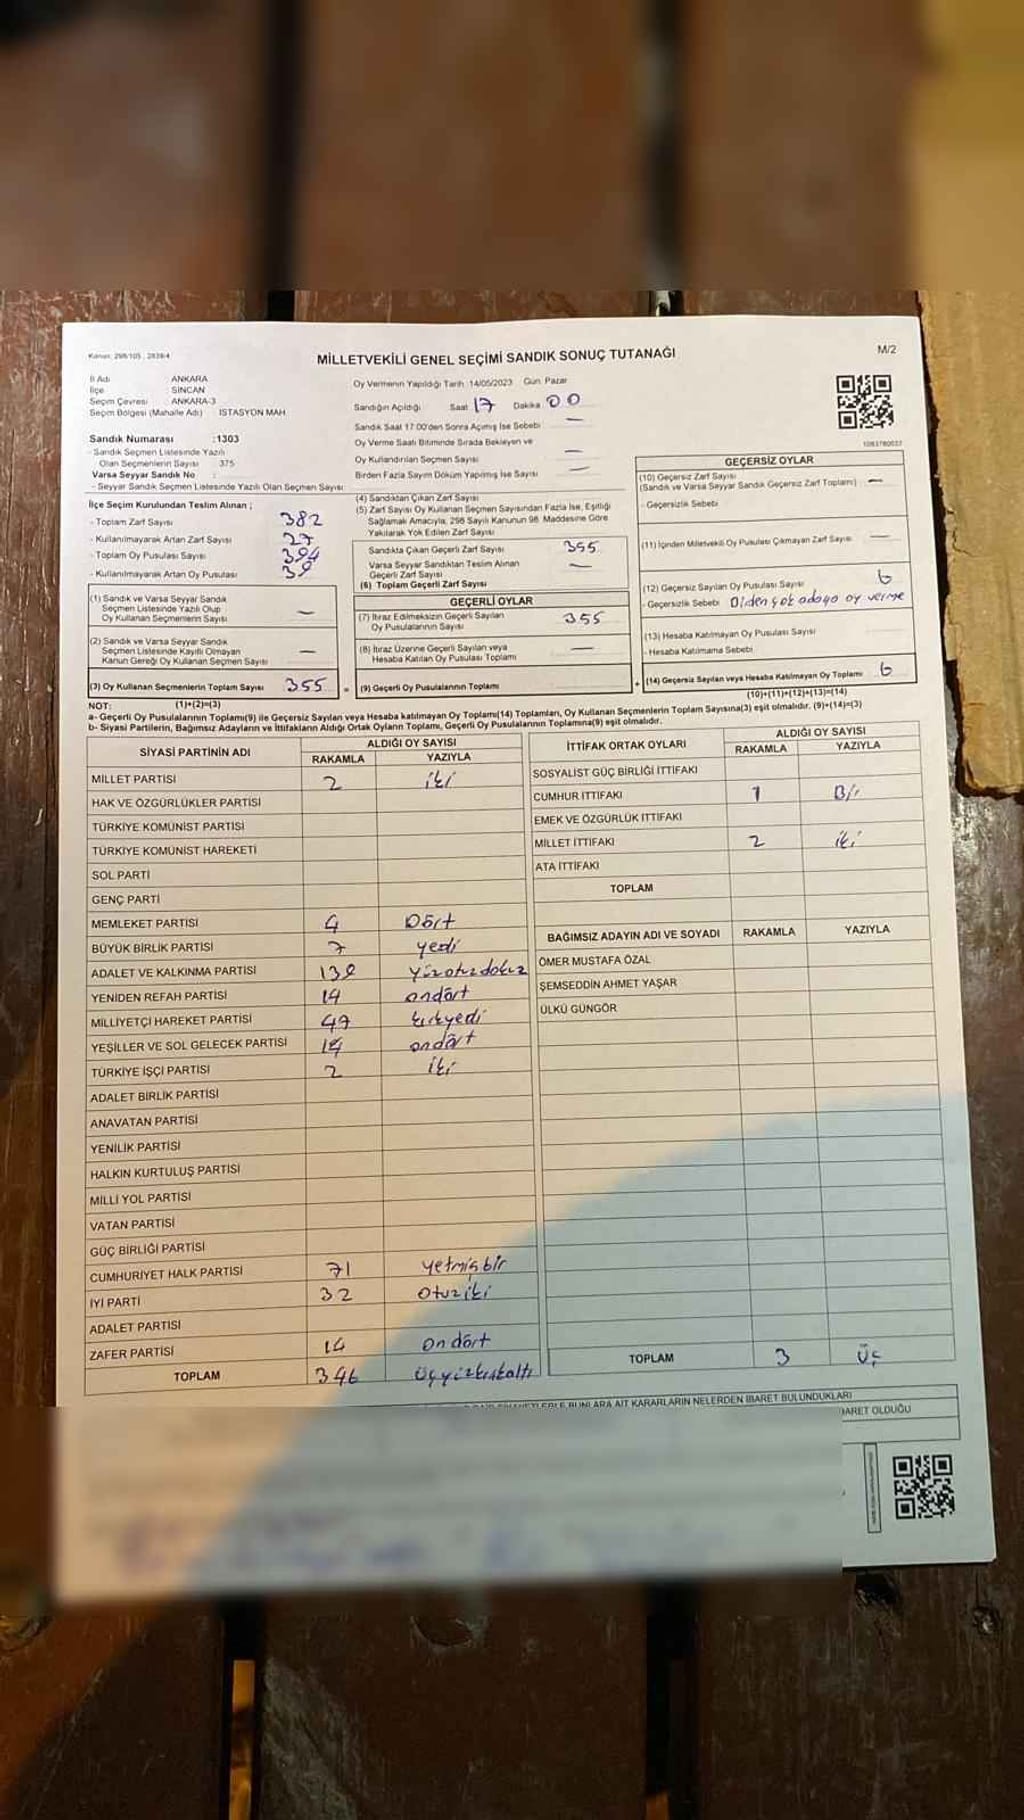 Kanun: 298/105 , 2839/4
MİLLETVEKİLİ GENEL SEÇİMİ SANDIK SONUÇ TUTANAĞI
M/2
İl Adı : ANKARA
İlçe : SİNCAN
Seçim Çevresi : ANKARA-3
Seçim Bölgesi (Mahalle Adı) : İSTASYON MAH.
Sandık Numarası :1303
- Sandık Seçmen Listesinde Yazılı
Olan Seçmenlerin Sayısı : 375
Varsa Seyyar Sandık No :
- Seyyar Sandık Seçmen Listesinde Yazılı Olan Seçmen Sayısı:
İlçe Seçim Kurulundan Teslim Alınan ;
- Toplam Zarf Sayısı 382
- Kullanılmayarak Artan Zarf Sayısı 27
- Toplam Oy Pusulası Sayısı 394
- Kullanılmayarak Artan Oy Pusulası 39
(1) Sandık ve Varsa Seyyar Sandık
Seçmen Listesinde Yazılı Olup
Oy Kullanan Seçmenlerin Sayısı —
(2) Sandık ve Varsa Seyyar Sandık
Seçmen Listesinde Kayıtlı Olmayan
Kanun Gereği Oy Kullanan Seçmen Sayısı —
(3) Oy Kullanan Seçmenlerin Toplam Sayısı 355 =
(1)+(2)=(3)
Oy Vermenin Yapıldığı Tarih: 14/05/2023 Gün: Pazar
Sandığın Açıldığı Saat 17 Dakika 00
Sandık Saat 17:00'den Sonra Açılmış İse Sebebi : —
Oy Verme Saati Bitiminde Sırada Bekleyen ve
Oy Kullandırılan Seçmen Sayısı —
Birden Fazla Sayım Döküm Yapılmış İse Sayısı —
(4) Sandıktan Çıkan Zarf Sayısı
(5) Zarf Sayısı Oy Kullanan Seçmen Sayısından Fazla İse, Eşitliği
Sağlamak Amacıyla, 298 Sayılı Kanunun 98. Maddesine Göre
Yakılarak Yok Edilen Zarf Sayısı
Sandıkta Çıkan Geçerli Zarf Sayısı 355
Varsa Seyyar Sandıktan Teslim Alınan
Geçerli Zarf Sayısı —
(6) Toplam Geçerli Zarf Sayısı
GEÇERLİ OYLAR
(7) İtiraz Edilmeksizin Geçerli Sayılan
Oy Pusulalarının Sayısı 355
(8) İtiraz Üzerine Geçerli Sayılan veya
Hesaba Katılan Oy Pusulası Toplamı —
(9) Geçerli Oy Pusulalarının Toplamı +
1083780037
GEÇERSİZ OYLAR
(10) Geçersiz Zarf Sayısı
(Sandık ve Varsa Seyyar Sandık Geçersiz Zarf Toplamı) : —
- Geçersizlik Sebebi :
(11) İçinden Milletvekili Oy Pusulası Çıkmayan Zarf Sayısı : —
(12) Geçersiz Sayılan Oy Pusulası Sayısı : 6
- Geçersizlik Sebebi : Birden çok adaya oy verme
(13) Hesaba Katılmayan Oy Pusulası Sayısı :
- Hesaba Katılmama Sebebi :
(14) Geçersiz Sayılan veya Hesaba Katılmayan Oy Toplamı : 6
(10)+(11)+(12)+(13)=(14)
NOT:
a- Geçerli Oy Pusulalarının Toplamı(9) ile Geçersiz Sayılan veya Hesaba katılmayan Oy Toplamı(14) Toplamları, Oy Kullanan Seçmenlerin Toplam Sayısına(3) eşit olmalıdır. (9)+(14)=(3)
b- Siyasi Partilerin, Bağımsız Adayların ve İttifakların Aldığı Ortak Oyların Toplamı, Geçerli Oy Pusulalarının Toplamına(9) eşit olmalıdır.
SİYASİ PARTİNİN ADI ALDIĞI OY SAYISI
RAKAMLA YAZIYLA
MİLLET PARTİSİ 2 iki
HAK VE ÖZGÜRLÜKLER PARTİSİ
TÜRKİYE KOMÜNİST PARTİSİ
TÜRKİYE KOMÜNİST HAREKETİ
SOL PARTİ
GENÇ PARTİ
MEMLEKET PARTİSİ 4 Dört
BÜYÜK BİRLİK PARTİSİ 7 yedi
ADALET VE KALKINMA PARTİSİ 139 yüzotuzdokuz
YENİDEN REFAH PARTİSİ 14 ondört
MİLLİYETÇİ HAREKET PARTİSİ 47 kırkyedi
YEŞİLLER VE SOL GELECEK PARTİSİ 14 ondört
TÜRKİYE İŞÇİ PARTİSİ 2 iki
ADALET BİRLİK PARTİSİ
ANAVATAN PARTİSİ
YENİLİK PARTİSİ
HALKIN KURTULUŞ PARTİSİ
MİLLİ YOL PARTİSİ
VATAN PARTİSİ
GÜÇ BİRLİĞİ PARTİSİ
CUMHURİYET HALK PARTİSİ 71 yetmişbir
İYİ PARTİ 32 otuziki
ADALET PARTİSİ
ZAFER PARTİSİ 14 ondört
TOPLAM 346 üçyüzkırkaltı
İTTİFAK ORTAK OYLARI ALDIĞI OY SAYISI
RAKAMLA YAZIYLA
SOSYALİST GÜÇ BİRLİĞİ İTTİFAKI
CUMHUR İTTİFAKI 1 Bir
EMEK VE ÖZGÜRLÜK İTTİFAKI
MİLLET İTTİFAKI 2 iki
ATA İTTİFAKI
TOPLAM
BAĞIMSIZ ADAYIN ADI VE SOYADI RAKAMLA YAZIYLA
ÖMER MUSTAFA ÖZAL
ŞEMSEDDİN AHMET YAŞAR
ÜLKÜ GÜNGÖR
TOPLAM 3 üç
BUNLARA AİT KARARLARIN NELERDEN İBARET BULUNDUKLARI
İBARET OLDUĞU